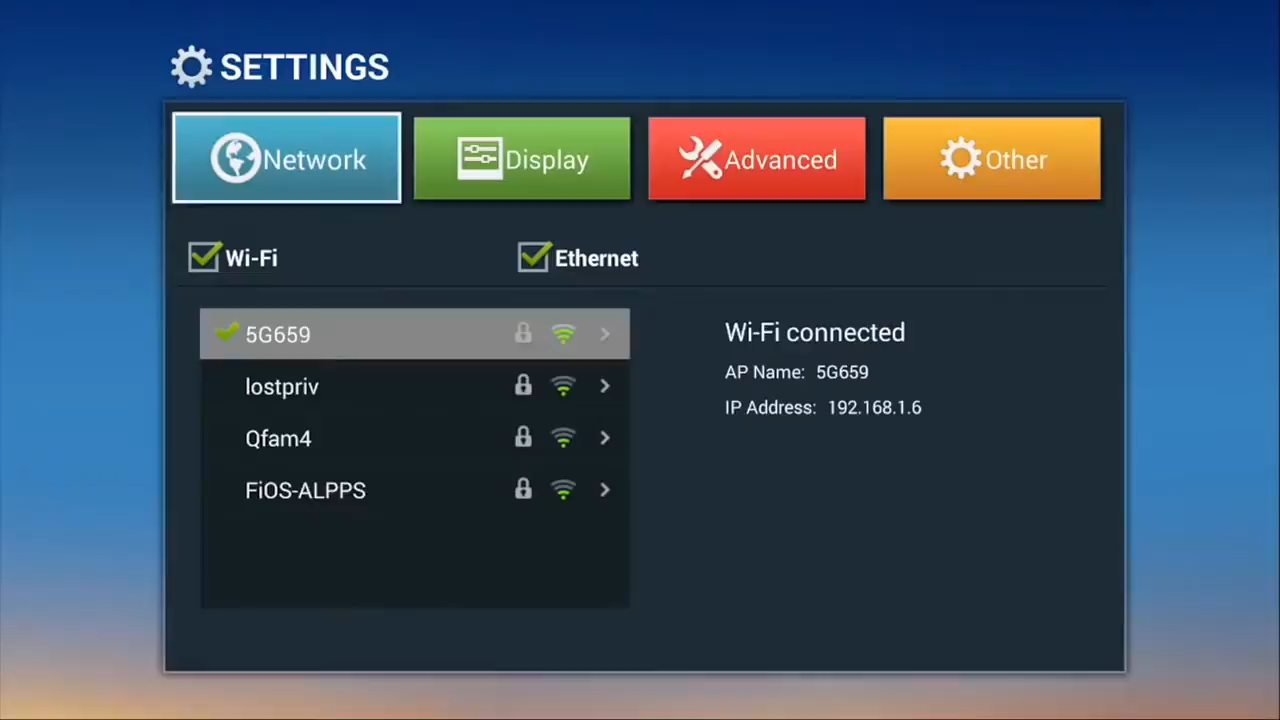 SETTINGS
Network Display Advanced Other
Wi-Fi Ethernet
5G659
lostpriv
Qfam4
FiOS-ALPPS
Wi-Fi connected
AP Name: 5G659
IP Address: 192.168.1.6